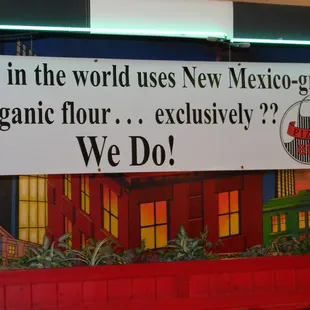 in the world uses New Mexico-g
ganic flour... exclusively ??
We Do!